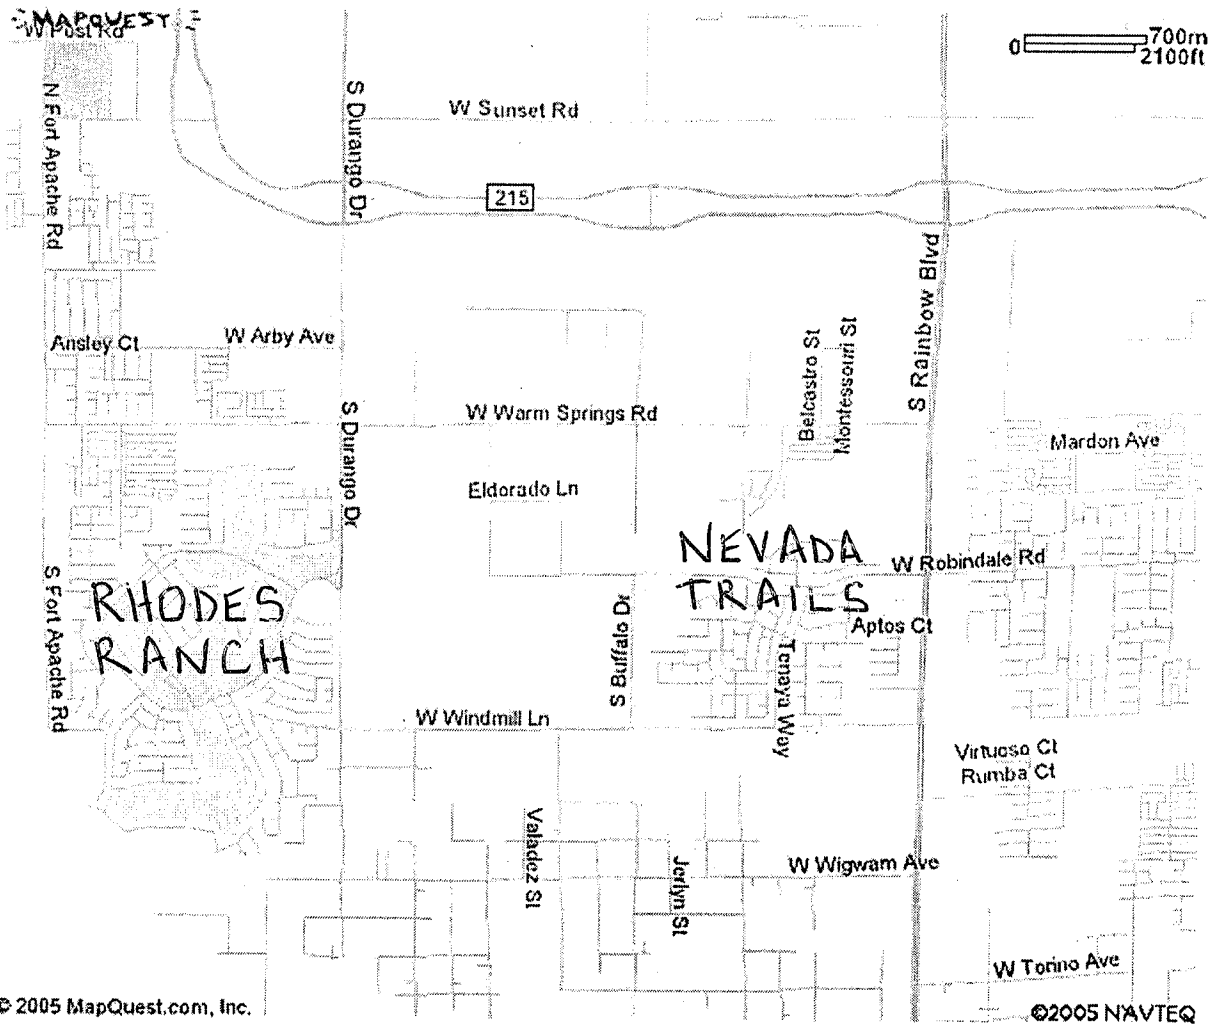 MAPQUEST
W Post Rd
0 700m
2100ft
N Fort Apache Rd
S Durango Dr
W Sunset Rd
215
S Rainbow Blvd
Ansley Ct
W Arby Ave
Belcastro St
Montessouri St
W Warm Springs Rd
S Durango Dr
Mardon Ave
Eldorado Ln
NEVADA
TRAILS
W Robindale Rd
S Fort Apache Rd
RHODES
RANCH
S Buffalo Dr
Aptos Ct
Tenaya Way
W Windmill Ln
Virtuoso Ct
Rumba Ct
Valadez St
Jerlyn St
W Wigwam Ave
W Torino Ave
© 2005 MapQuest.com, Inc.
©2005 NAVTEQ